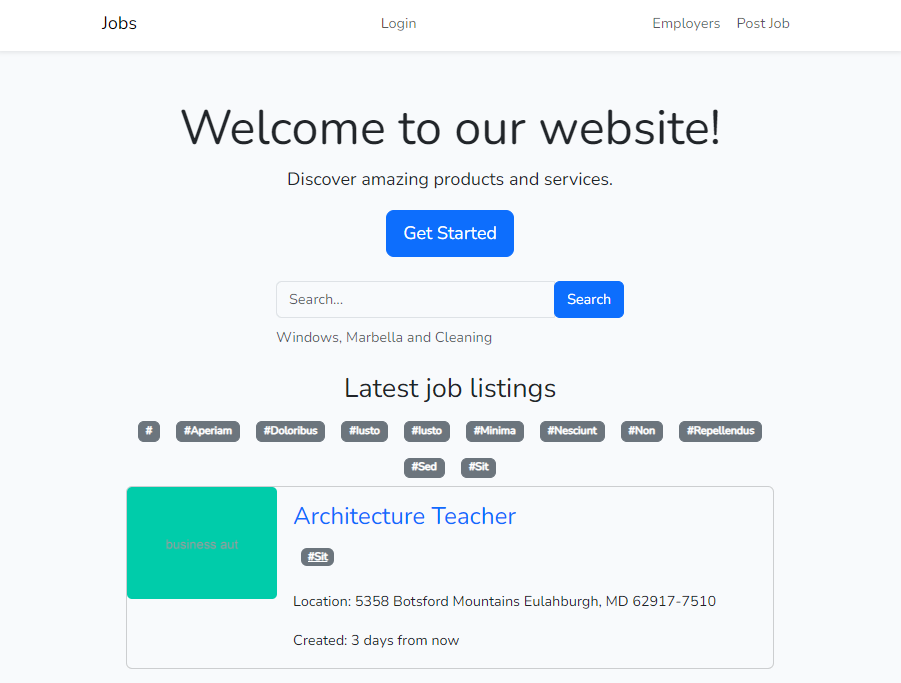 Jobs Login Employers Post Job
Welcome to our website!
Discover amazing products and services.
Get Started
Search... Search
Windows, Marbella and Cleaning
Latest job listings
# #Aperiam #Doloribus #Iusto #Iusto #Minima #Nesciunt #Non #Repellendus
#Sed #Sit
business aut
Architecture Teacher
#Sit
Location: 5358 Botsford Mountains Eulahburgh, MD 62917-7510
Created: 3 days from now